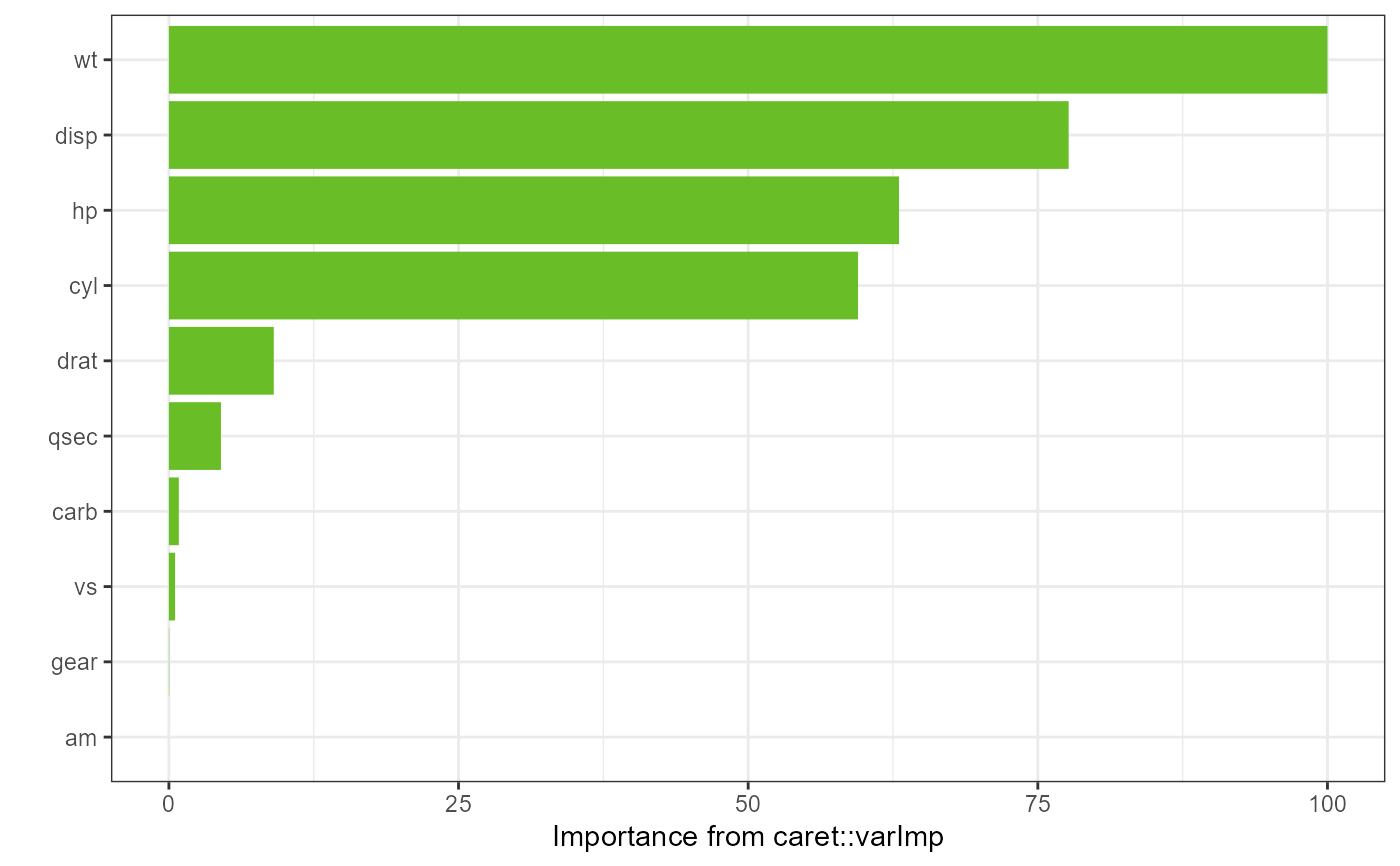 wt
disp
hp
cyl
drat
qsec
carb
vs
gear
am
0 25 50 75 100
Importance from caret::varImp